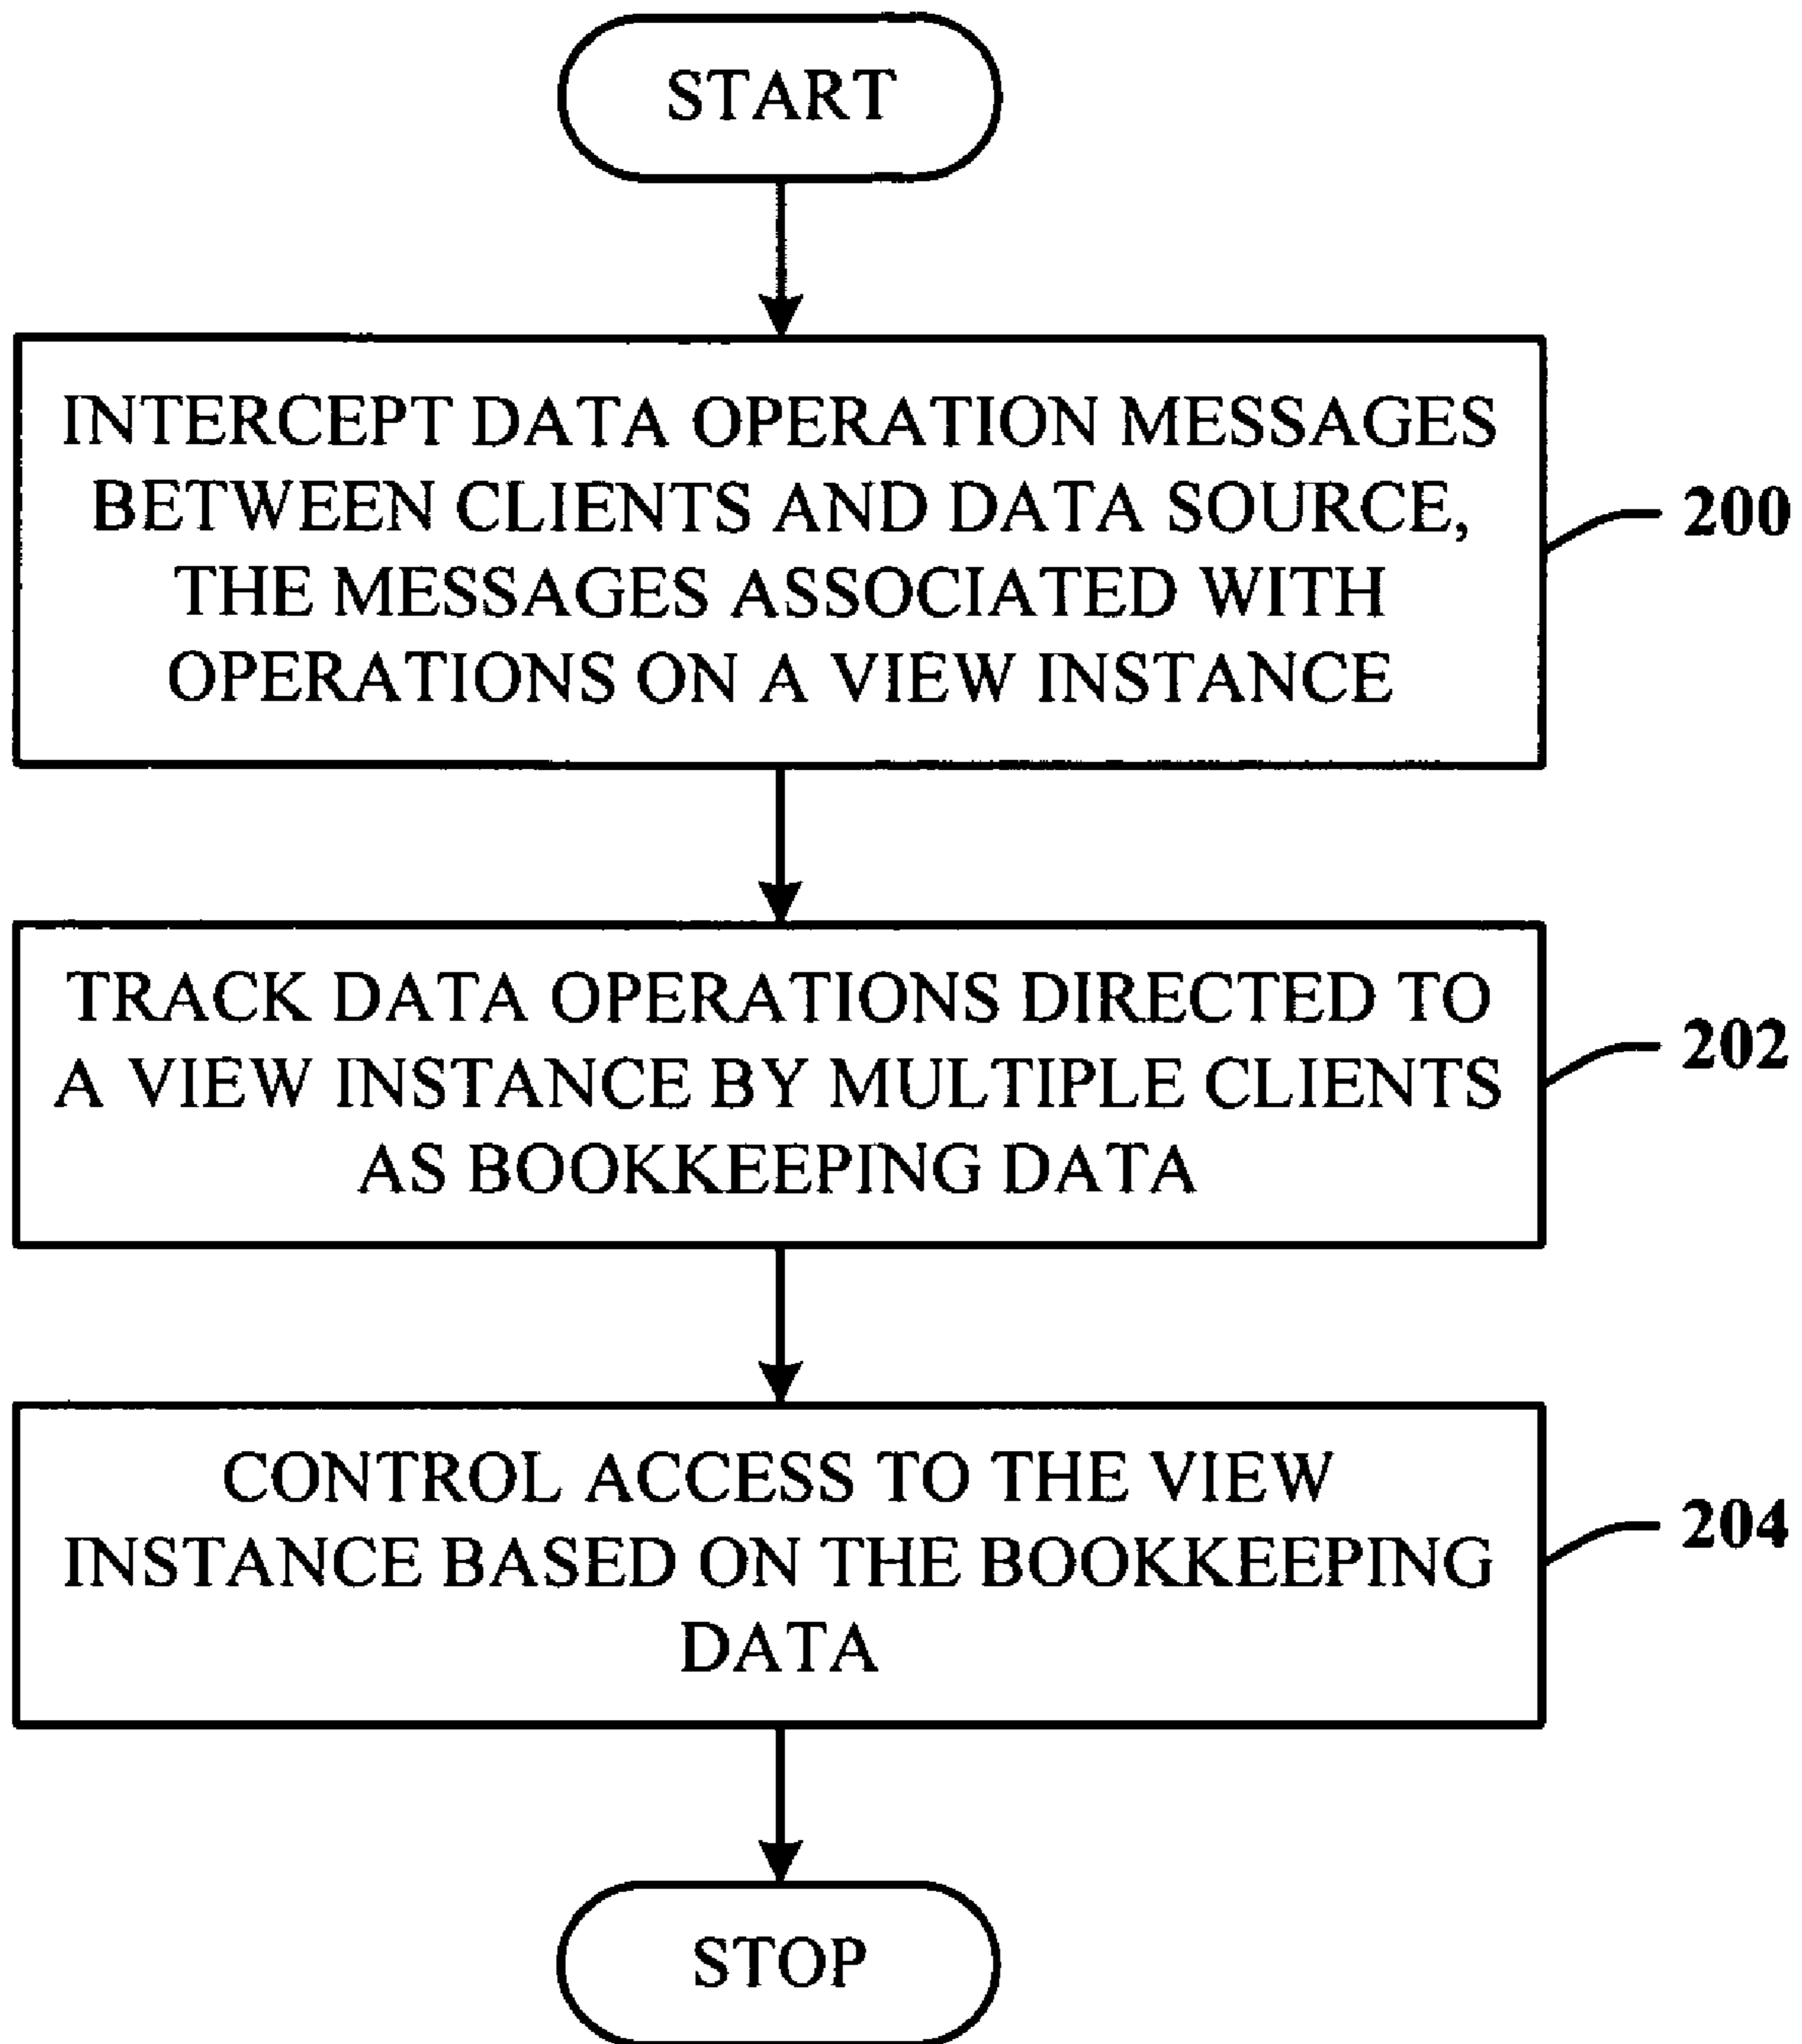 START
INTERCEPT DATA OPERATION MESSAGES
BETWEEN CLIENTS AND DATA SOURCE,
THE MESSAGES ASSOCIATED WITH
OPERATIONS ON A VIEW INSTANCE
200
TRACK DATA OPERATIONS DIRECTED TO
A VIEW INSTANCE BY MULTIPLE CLIENTS
AS BOOKKEEPING DATA
202
CONTROL ACCESS TO THE VIEW
INSTANCE BASED ON THE BOOKKEEPING
DATA
204
STOP